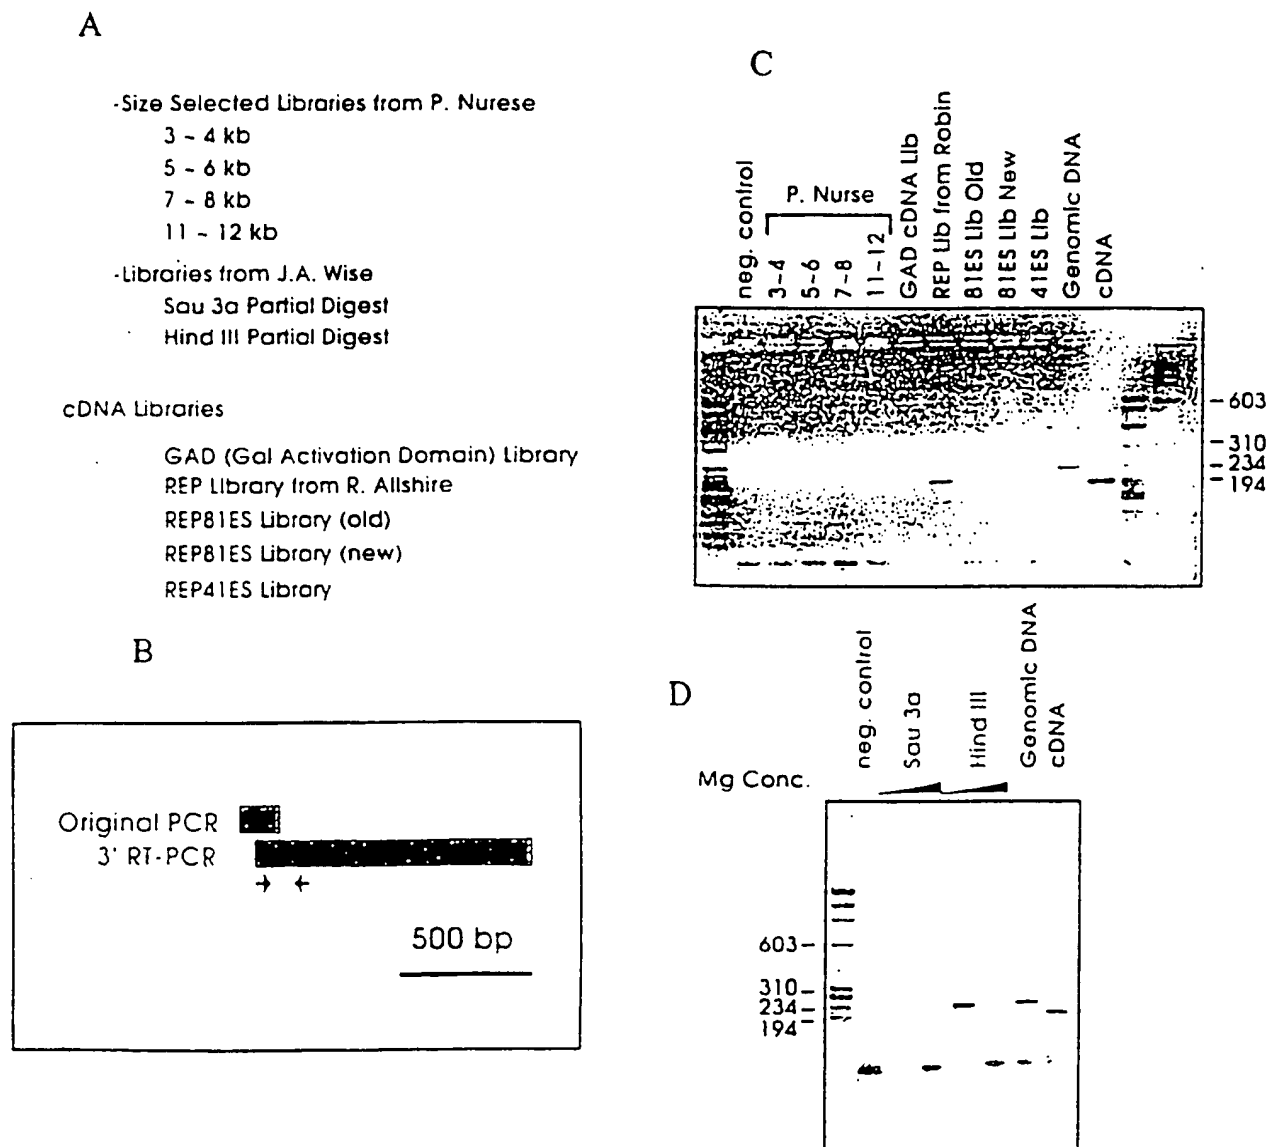 A
-Size Selected Libraries from P. Nurese
3 - 4 kb
5 - 6 kb
7 - 8 kb
11 - 12 kb
-Libraries from J.A. Wise
Sau 3a Partial Digest
Hind III Partial Digest
cDNA Libraries
GAD (Gal Activation Domain) Library
REP Library from R. Allshire
REP81ES Library (old)
REP81ES Library (new)
REP41ES Library
B
Original PCR
3' RT-PCR
500 bp
C
neg. control
P. Nurse
3-4
5-6
7-8
11-12
GAD cDNA Lib
REP Lib from Robin
81ES Lib Old
81ES Lib New
41ES Lib
Genomic DNA
cDNA
603
310
234
194
D
neg. control
Sau 3a
Hind III
Genomic DNA
cDNA
Mg Conc.
603
310
234
194